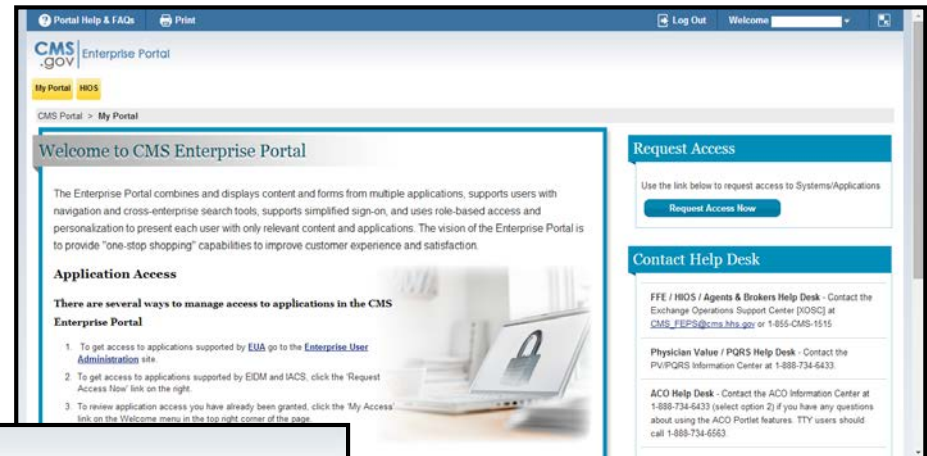 Portal Help & FAQs Print Log Out Welcome
CMS
.gov
Enterprise Portal
My Portal HIOS
CMS Portal > My Portal
Welcome to CMS Enterprise Portal
The Enterprise Portal combines and displays content and forms from multiple applications, supports users with
navigation and cross-enterprise search tools, supports simplified sign-on, and uses role-based access and
personalization to present each user with only relevant content and applications. The vision of the Enterprise Portal is
to provide "one-stop shopping" capabilities to improve customer experience and satisfaction.
Application Access
There are several ways to manage access to applications in the CMS
Enterprise Portal
1. To get access to applications supported by EUA go to the Enterprise User
Administration site.
2. To get access to applications supported by EIDM and IACS, click the 'Request
Access Now' link on the right.
3. To review application access you have already been granted, click the 'My Access'
link on the Welcome menu in the top right corner of the page.
Request Access
Use the link below to request access to Systems/Applications
Request Access Now
Contact Help Desk
FFE / HIOS / Agents & Brokers Help Desk - Contact the
Exchange Operations Support Center [XOSC] at
CMS_FEPS@cms.hhs.gov or 1-855-CMS-1515
Physician Value / PQRS Help Desk - Contact the
PV/PQRS Information Center at 1-888-734-6433.
ACO Help Desk - Contact the ACO Information Center at
1-888-734-6433 (select option 2) if you have any questions
about using the ACO Portlet features. TTY users should
call 1-888-734-6563.